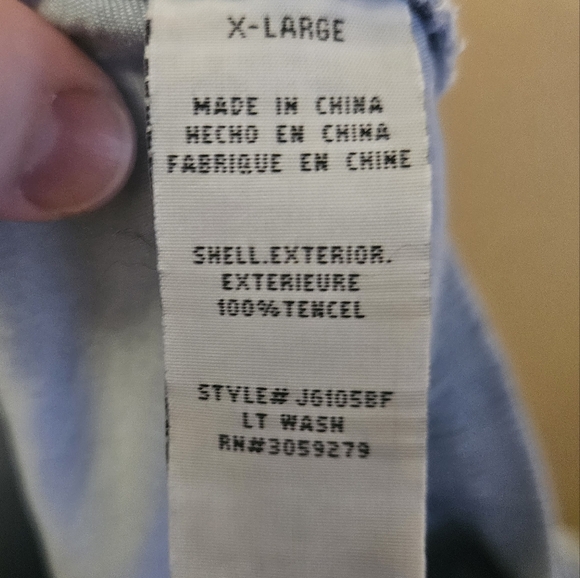 X-LARGE
MADE IN CHINA
HECHO EN CHINA
FABRIQUE EN CHINE
SHELL.EXTERIOR.
EXTERIEURE
100%TENCEL
STYLE# J6105BF
LT WASH
RN#3059279